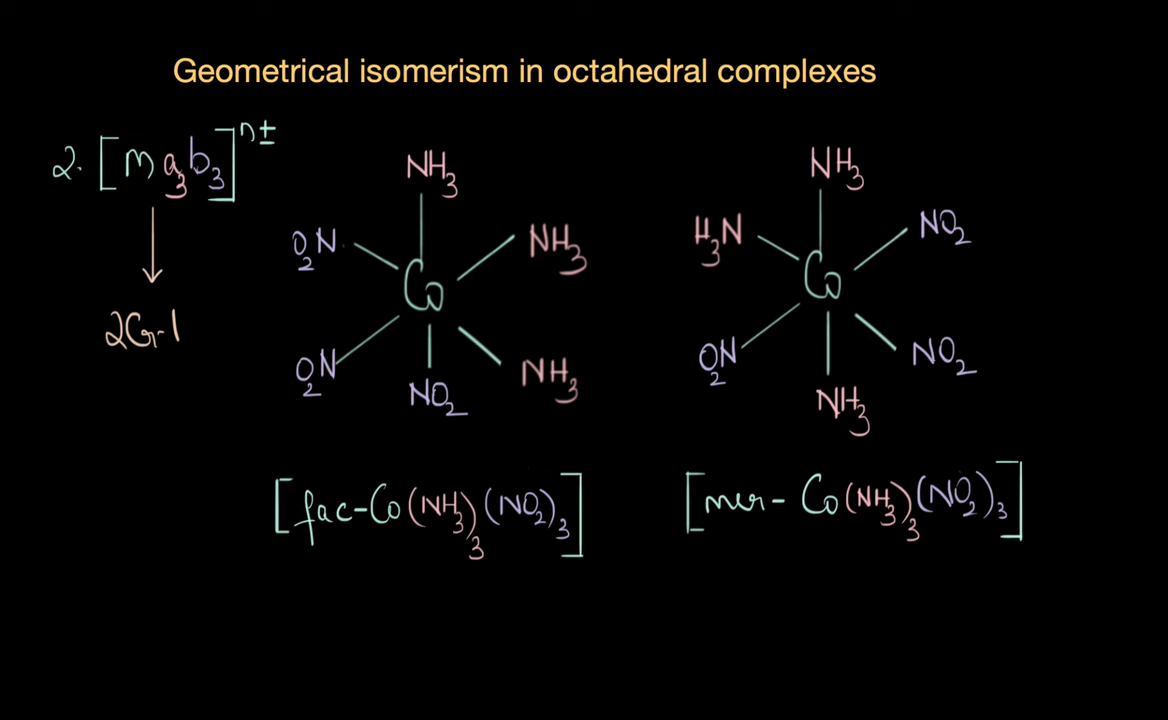 Geometrical isomerism in octahedral complexes
2. [Ma₃b₃]ⁿ±
2G.I
NH₃
O₂N
NH₃
Co
O₂N
NO₂
NH₃
[fac-Co(NH₃)₃(NO₂)₃]
NH₃
H₃N
NO₂
Co
O₂N
NO₂
NH₃
[mer-Co(NH₃)₃(NO₂)₃]